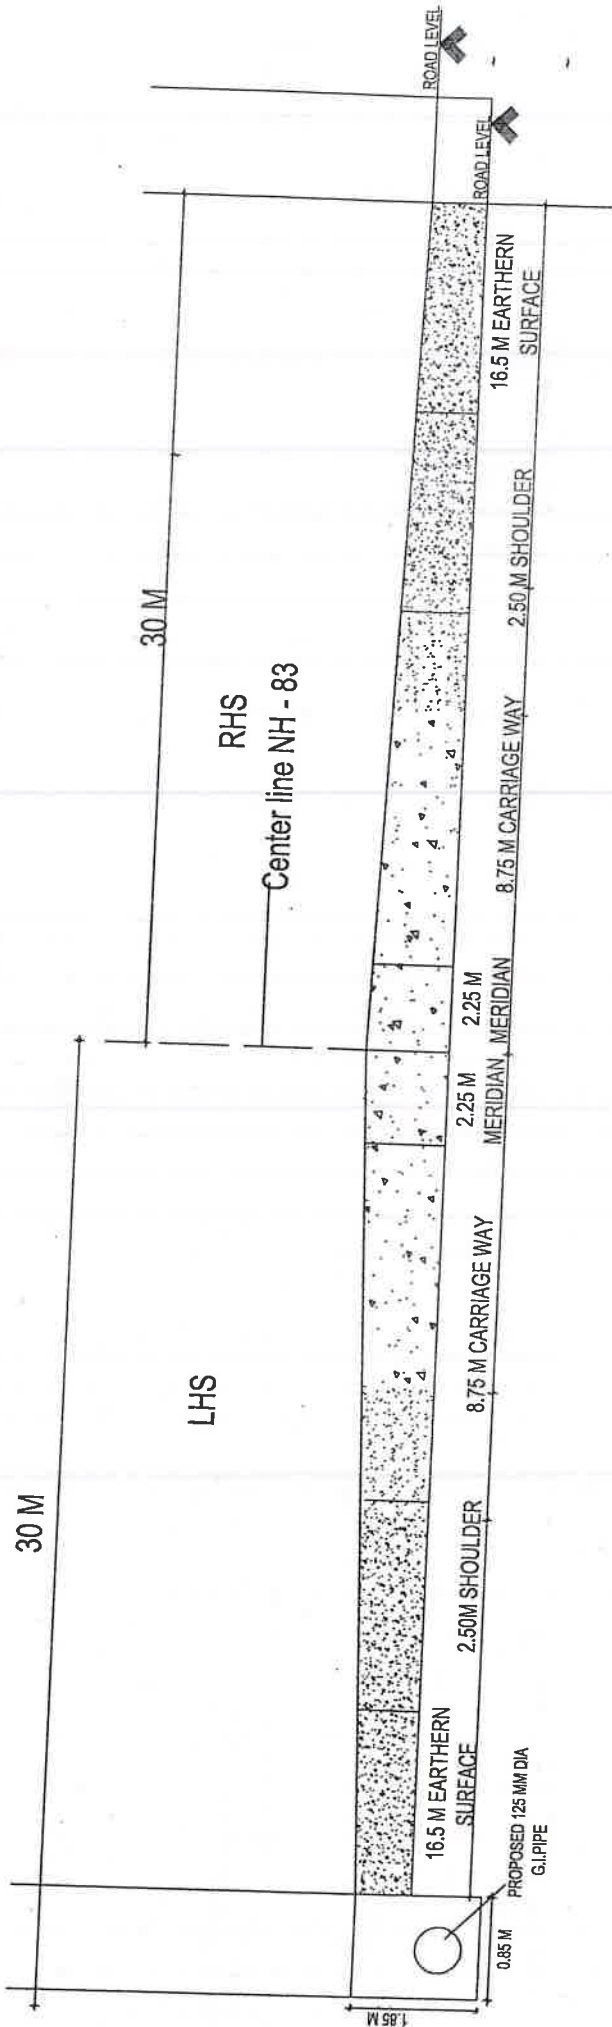 30 M
30 M
LHS
RHS
Center line NH - 83
ROAD LEVEL
ROAD LEVEL
16.5 M EARTHERN
SURFACE
2.50M SHOULDER
8.75 M CARRIAGE WAY
2.25 M
MERIDIAN
2.25 M
MERIDIAN
8.75 M CARRIAGE WAY
2.50 M SHOULDER
16.5 M EARTHERN
SURFACE
PROPOSED 125 MM DIA
G.I.PIPE
0.85 M
1.85 M